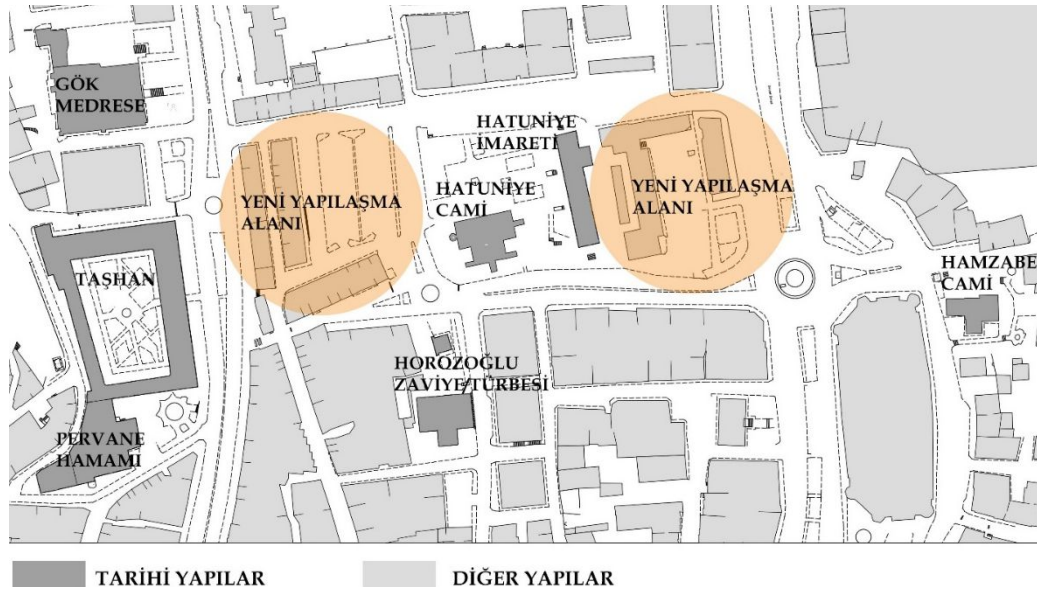 GÖK
MEDRESE
HATUNİYE
İMARETİ
YENİ YAPILAŞMA
ALANI
HATUNİYE
CAMİ
YENİ YAPILAŞMA
ALANI
TAŞHAN
HAMZABE
CAMİ
HOROZOĞLU
ZAVİYE/TÜRBESİ
PERVANE
HAMAMI
TARİHİ YAPILAR
DİĞER YAPILAR